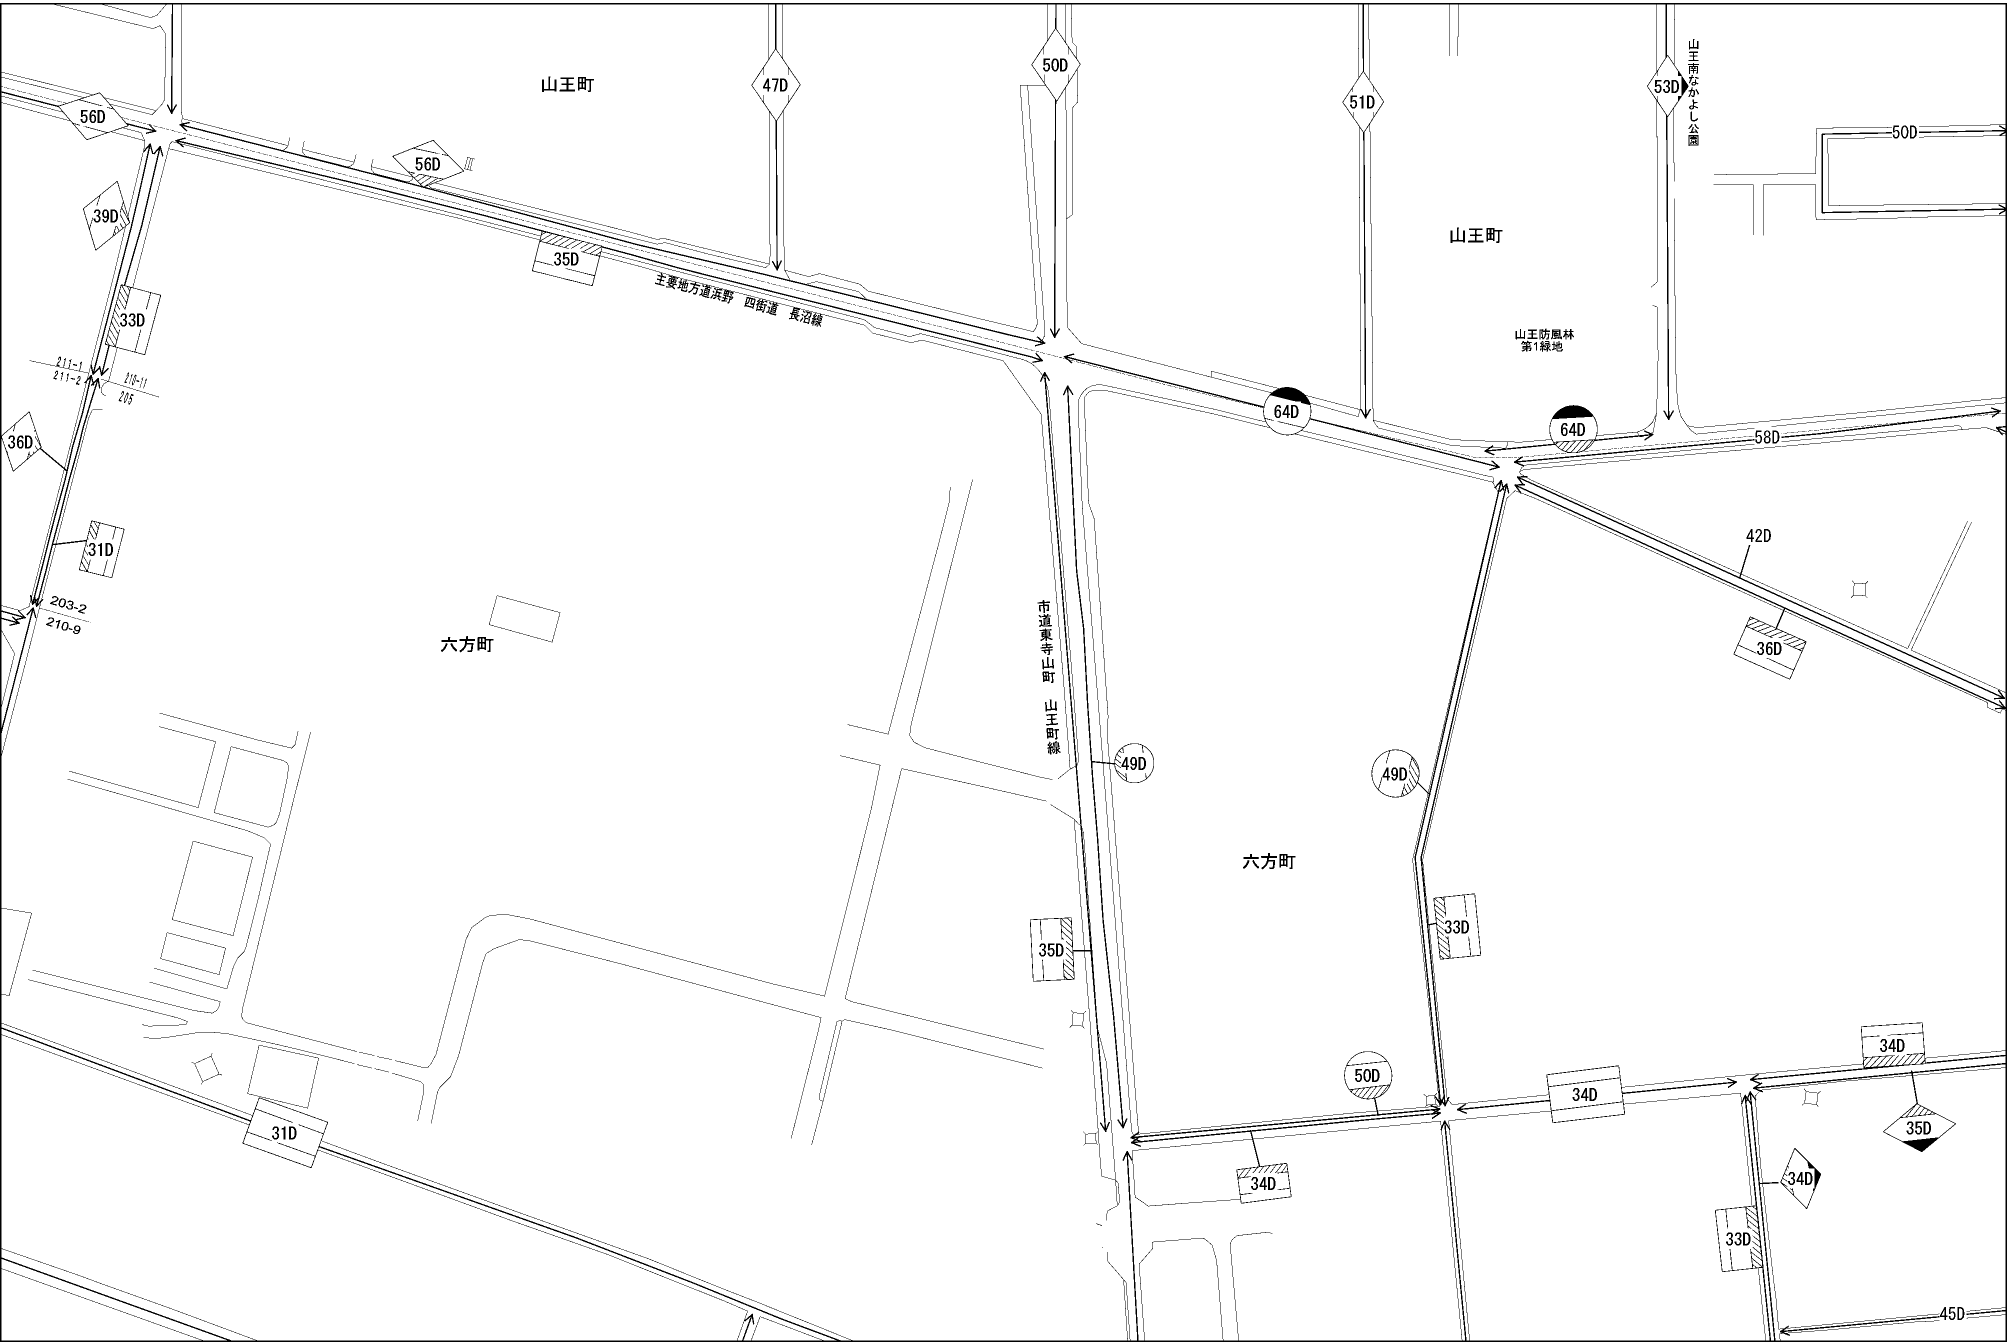 山王町
47D
50D
51D
53D
山王南なかよし公園
56D
50D
56D
39D
山王町
35D
主要地方道浜野　四街道　長沼線
33D
山王防風林
第1緑地
211-1
211-2
210-11
205
64D
64D
58D
36D
42D
31D
203-2
210-9
六方町
市道東寺山町　山王町線
36D
49D
49D
六方町
33D
35D
34D
50D
34D
31D
35D
34D
34D
33D
45D